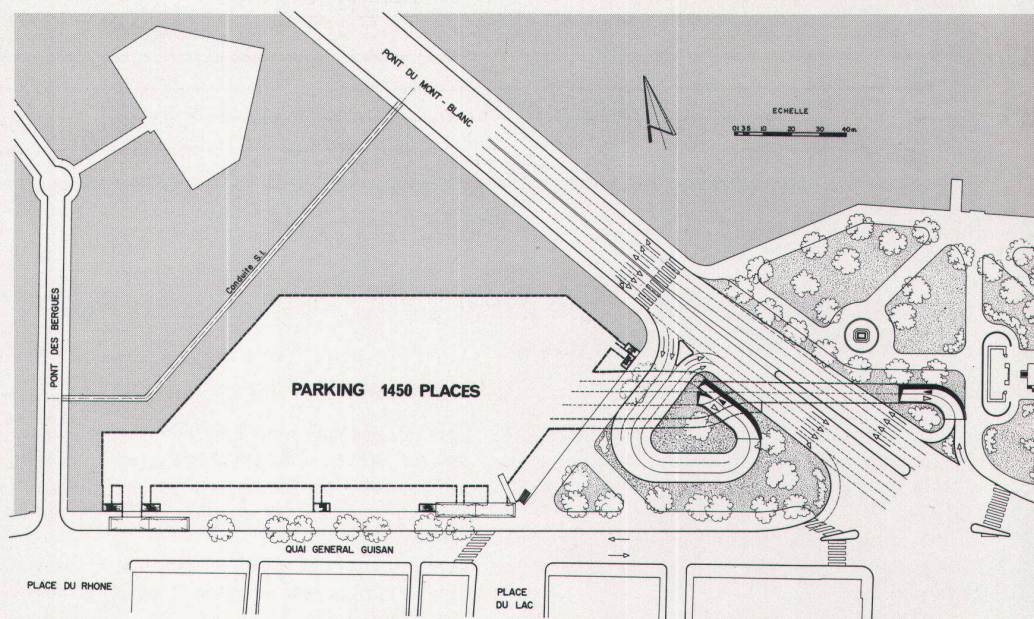 PONT DU MONT - BLANC
ECHELLE
0 1 3 5 10 20 30 40 m
Conduite S.I.
PONT DES BERGUES
PARKING 1450 PLACES
QUAI GENERAL GUISAN
PLACE DU RHONE
PLACE
DU LAC